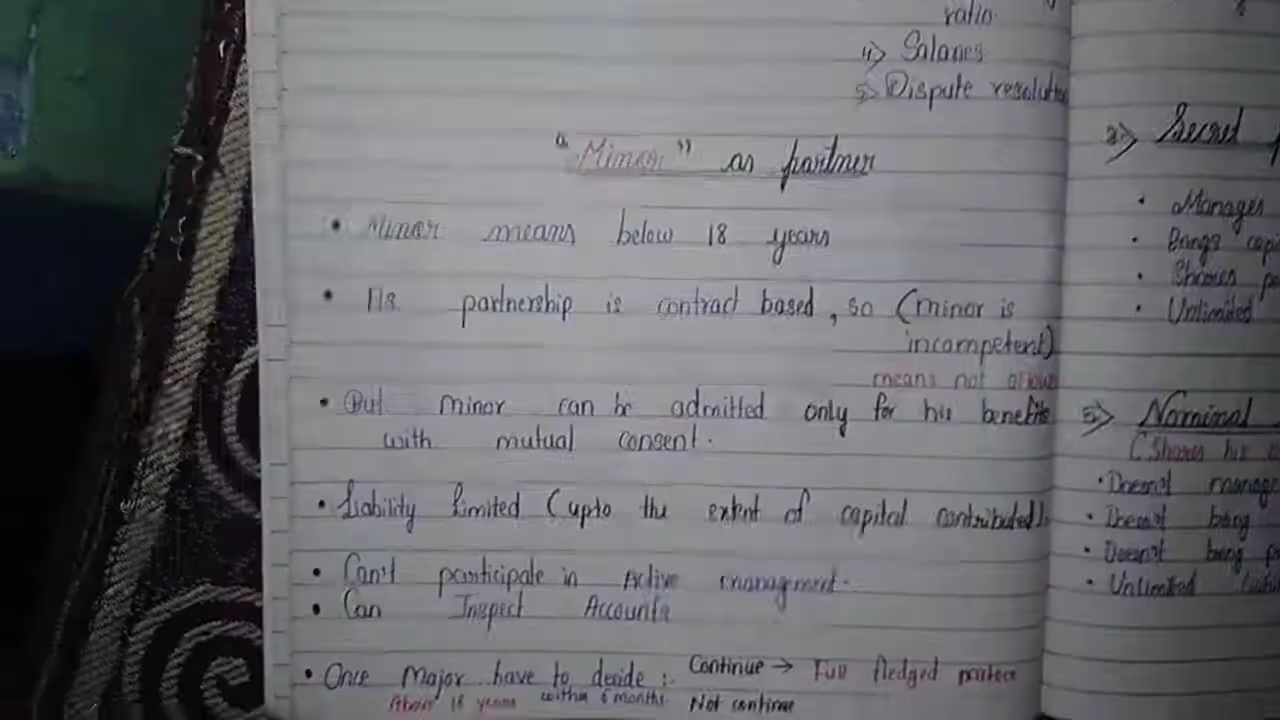 ratio.
4) Salaries
5) Dispute resolution
"Minor" as partner
• Minor means below 18 years
• As partnership is contract based, so (minor is
incompetent)
means not allow
• But minor can be admitted only for his benefits
with mutual consent.
• Liability limited (upto the extent of capital contributed).
• Can't participate in Active managment.
• Can Inspect Accounts
• Once Major have to decide :- Continue → Full fledged partner
Above 18 years within 6 months. Not continue
Secret
• Manages
• Brings
• Shares
• Unlimited
5) Nominal
(Shares his
• Doesn't manage
• Doesn't bring
• Doesn't bring
• Unlimited